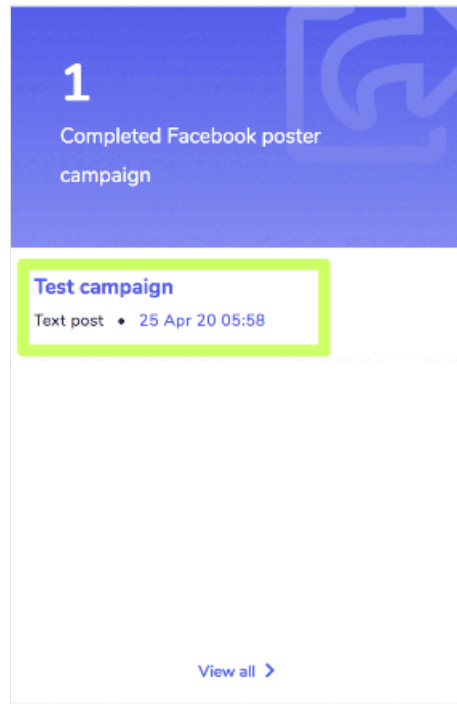 1
Completed Facebook poster
campaign
Test campaign
Text post • 25 Apr 20 05:58
View all >